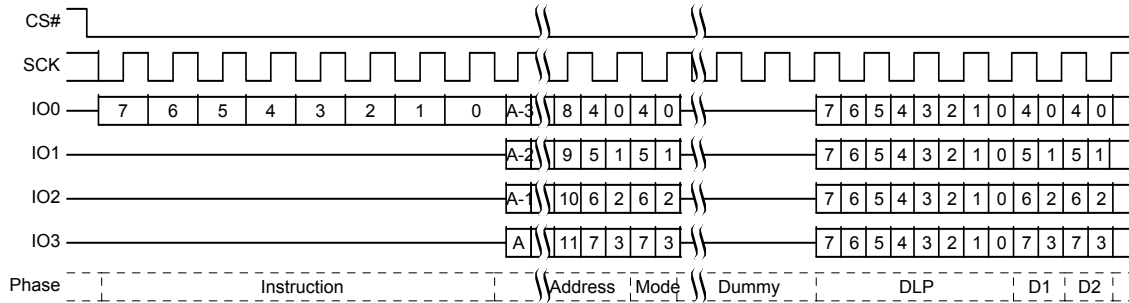 CS#
SCK
IO0 7 6 5 4 3 2 1 0 A-3 8 4 0 4 0 7 6 5 4 3 2 1 0 4 0 4 0
IO1 A-2 9 5 1 5 1 7 6 5 4 3 2 1 0 5 1 5 1
IO2 A-1 10 6 2 6 2 7 6 5 4 3 2 1 0 6 2 6 2
IO3 A 11 7 3 7 3 7 6 5 4 3 2 1 0 7 3 7 3
Phase Instruction Address Mode Dummy DLP D1 D2